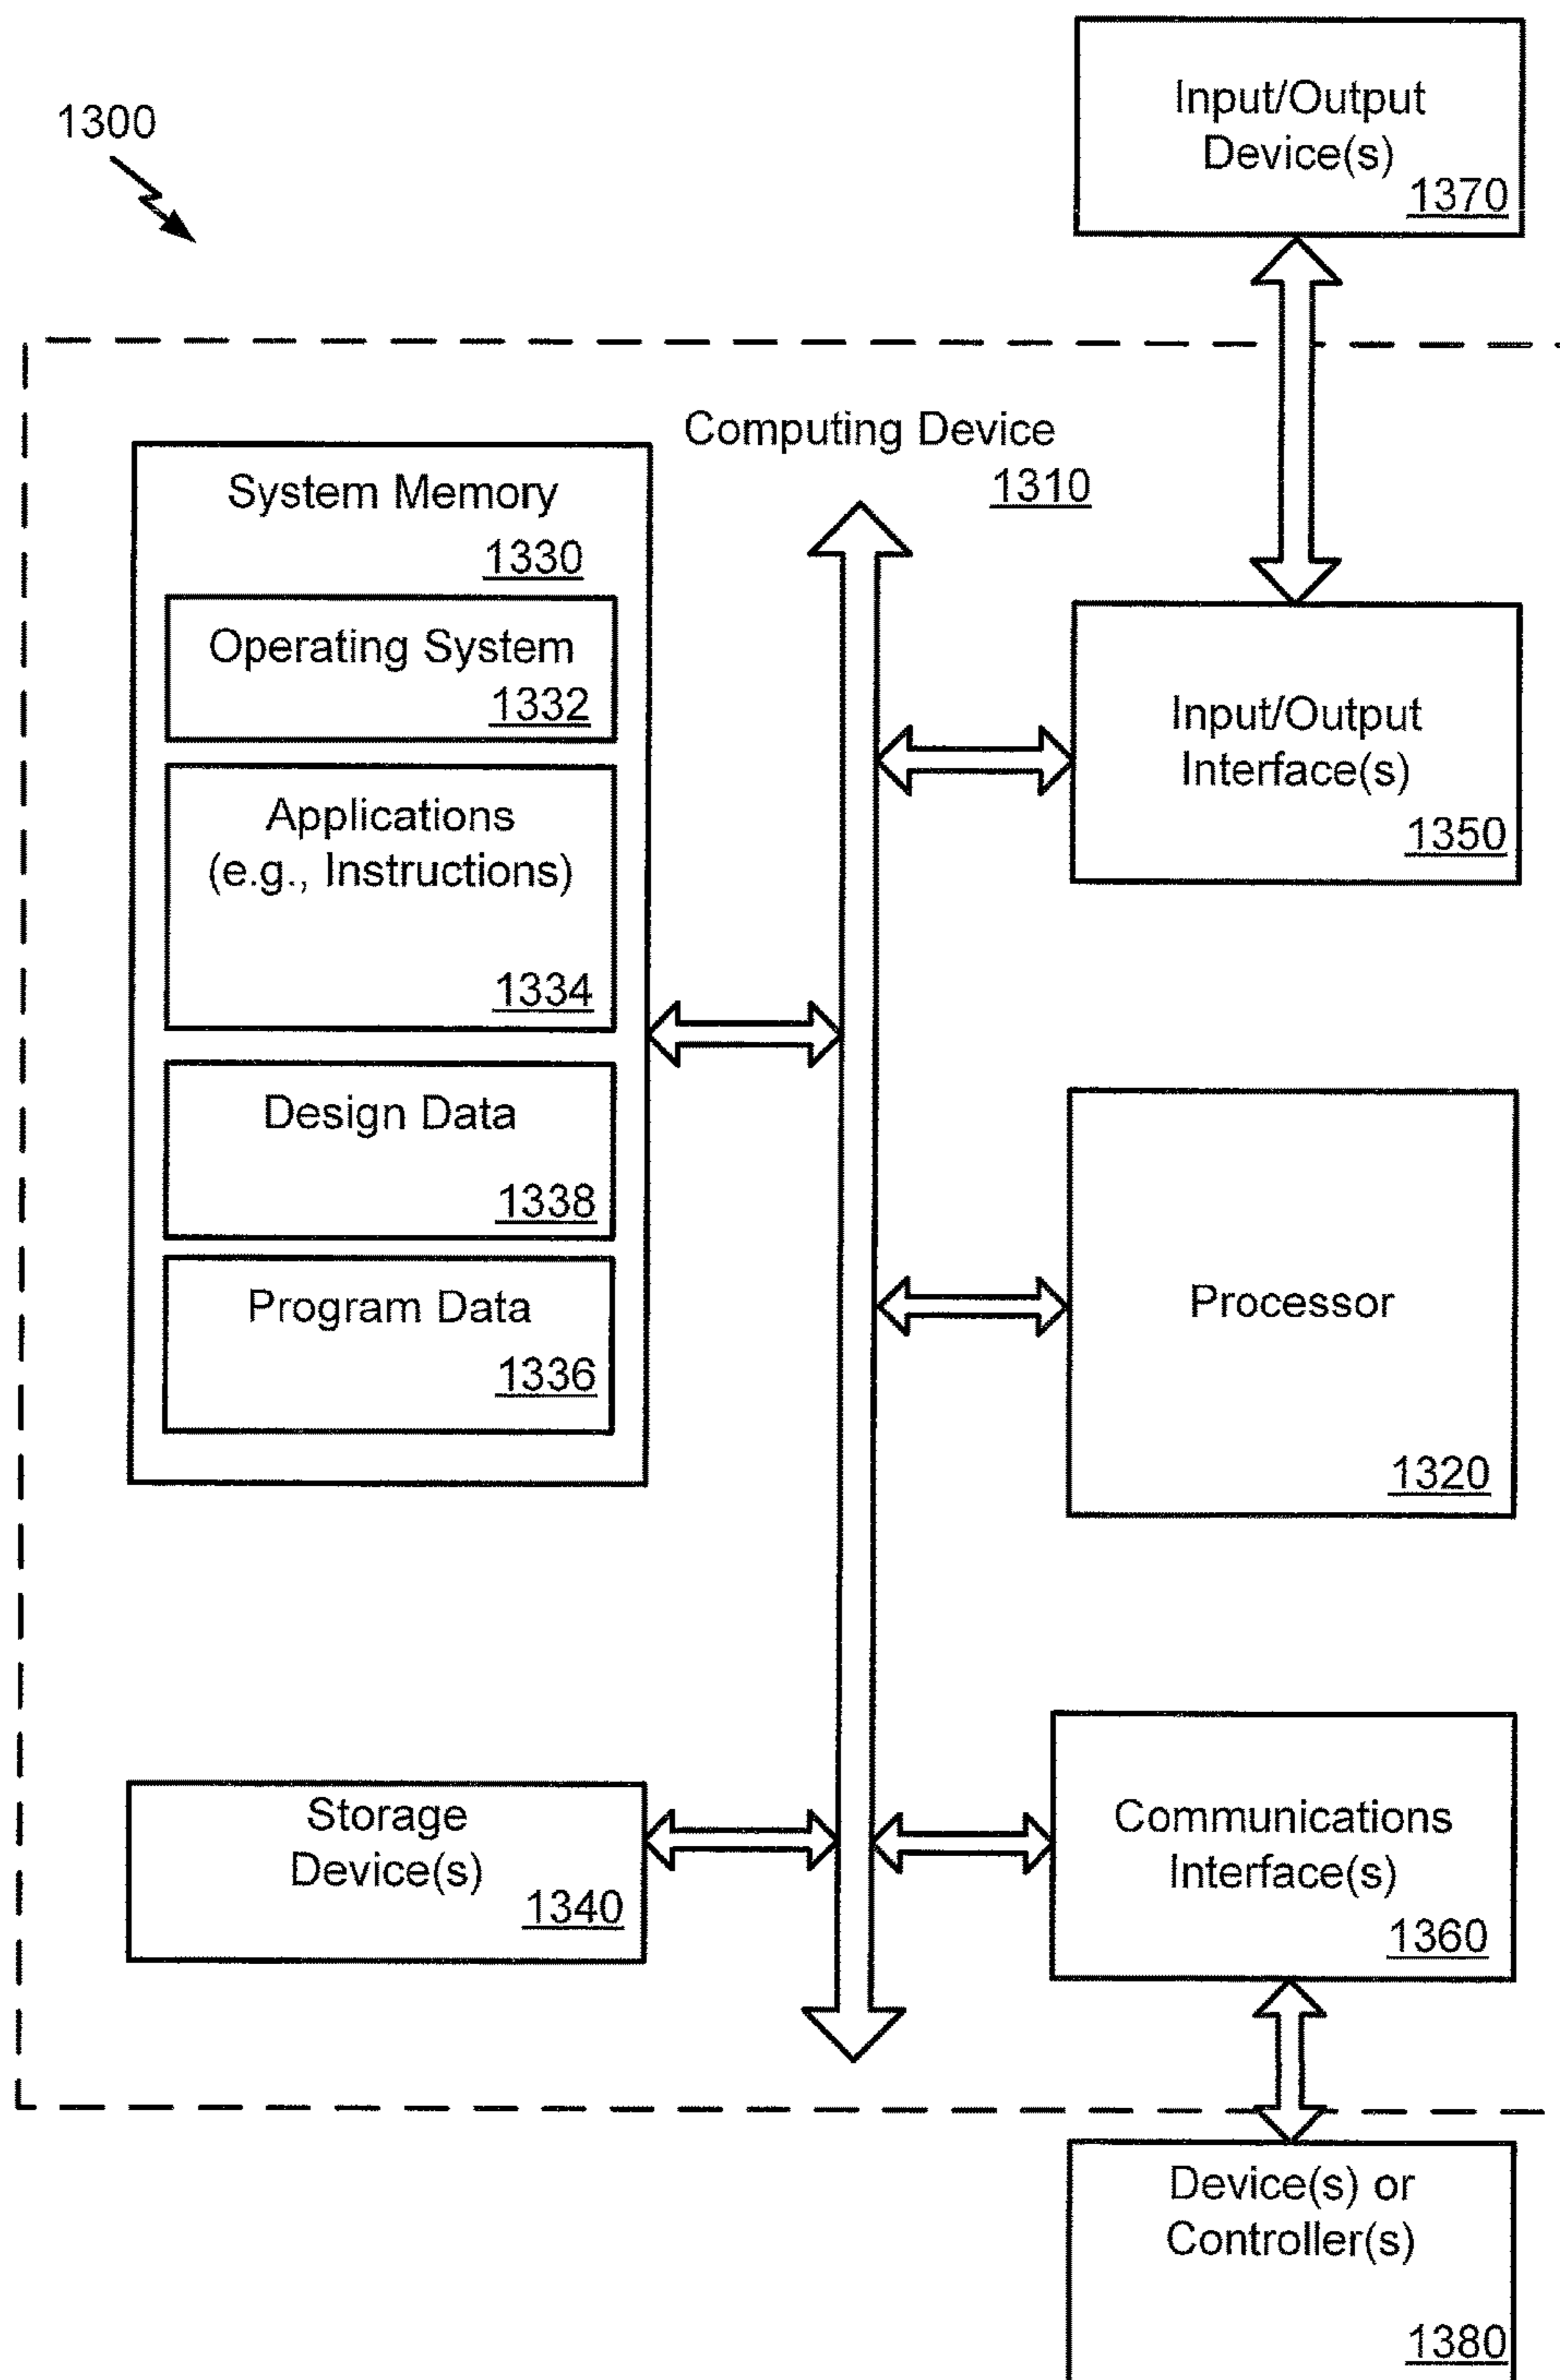 1300
Input/Output
Device(s)
1370
Computing Device
1310
System Memory
1330
Operating System
1332
Applications
(e.g., Instructions)
1334
Design Data
1338
Program Data
1336
Input/Output
Interface(s)
1350
Processor
1320
Storage
Device(s)
1340
Communications
Interface(s)
1360
Device(s) or
Controller(s)
1380